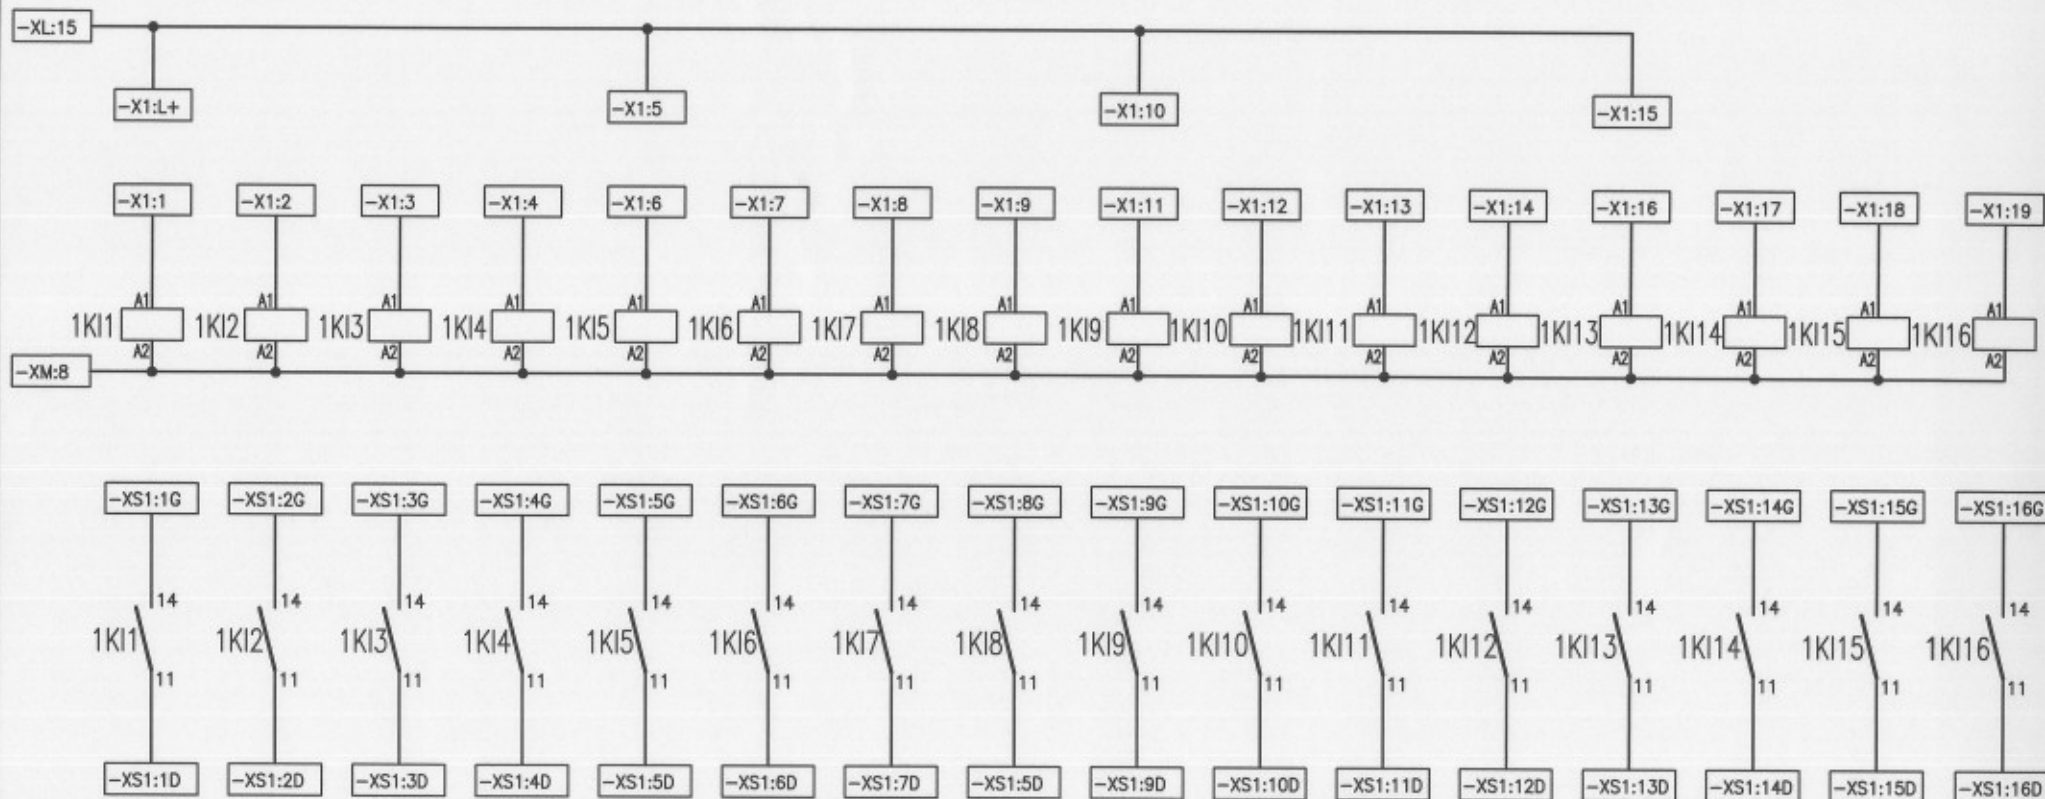 -XL:15
-X1:L+ -X1:5 -X1:10 -X1:15
-X1:1 -X1:2 -X1:3 -X1:4 -X1:6 -X1:7 -X1:8 -X1:9 -X1:11 -X1:12 -X1:13 -X1:14 -X1:16 -X1:17 -X1:18 -X1:19
A1 A1 A1 A1 A1 A1 A1 A1 A1 A1 A1 A1 A1 A1 A1 A1
1KI1 1KI2 1KI3 1KI4 1KI5 1KI6 1KI7 1KI8 1KI9 1KI10 1KI11 1KI12 1KI13 1KI14 1KI15 1KI16
A2 A2 A2 A2 A2 A2 A2 A2 A2 A2 A2 A2 A2 A2 A2 A2
-XM:8
-XS1:1G -XS1:2G -XS1:3G -XS1:4G -XS1:5G -XS1:6G -XS1:7G -XS1:8G -XS1:9G -XS1:10G -XS1:11G -XS1:12G -XS1:13G -XS1:14G -XS1:15G -XS1:16G
14 14 14 14 14 14 14 14 14 14 14 14 14 14 14 14
1KI1 1KI2 1KI3 1KI4 1KI5 1KI6 1KI7 1KI8 1KI9 1KI10 1KI11 1KI12 1KI13 1KI14 1KI15 1KI16
11 11 11 11 11 11 11 11 11 11 11 11 11 11 11 11
-XS1:1D -XS1:2D -XS1:3D -XS1:4D -XS1:5D -XS1:6D -XS1:7D -XS1:5D -XS1:9D -XS1:10D -XS1:11D -XS1:12D -XS1:13D -XS1:14D -XS1:15D -XS1:16D